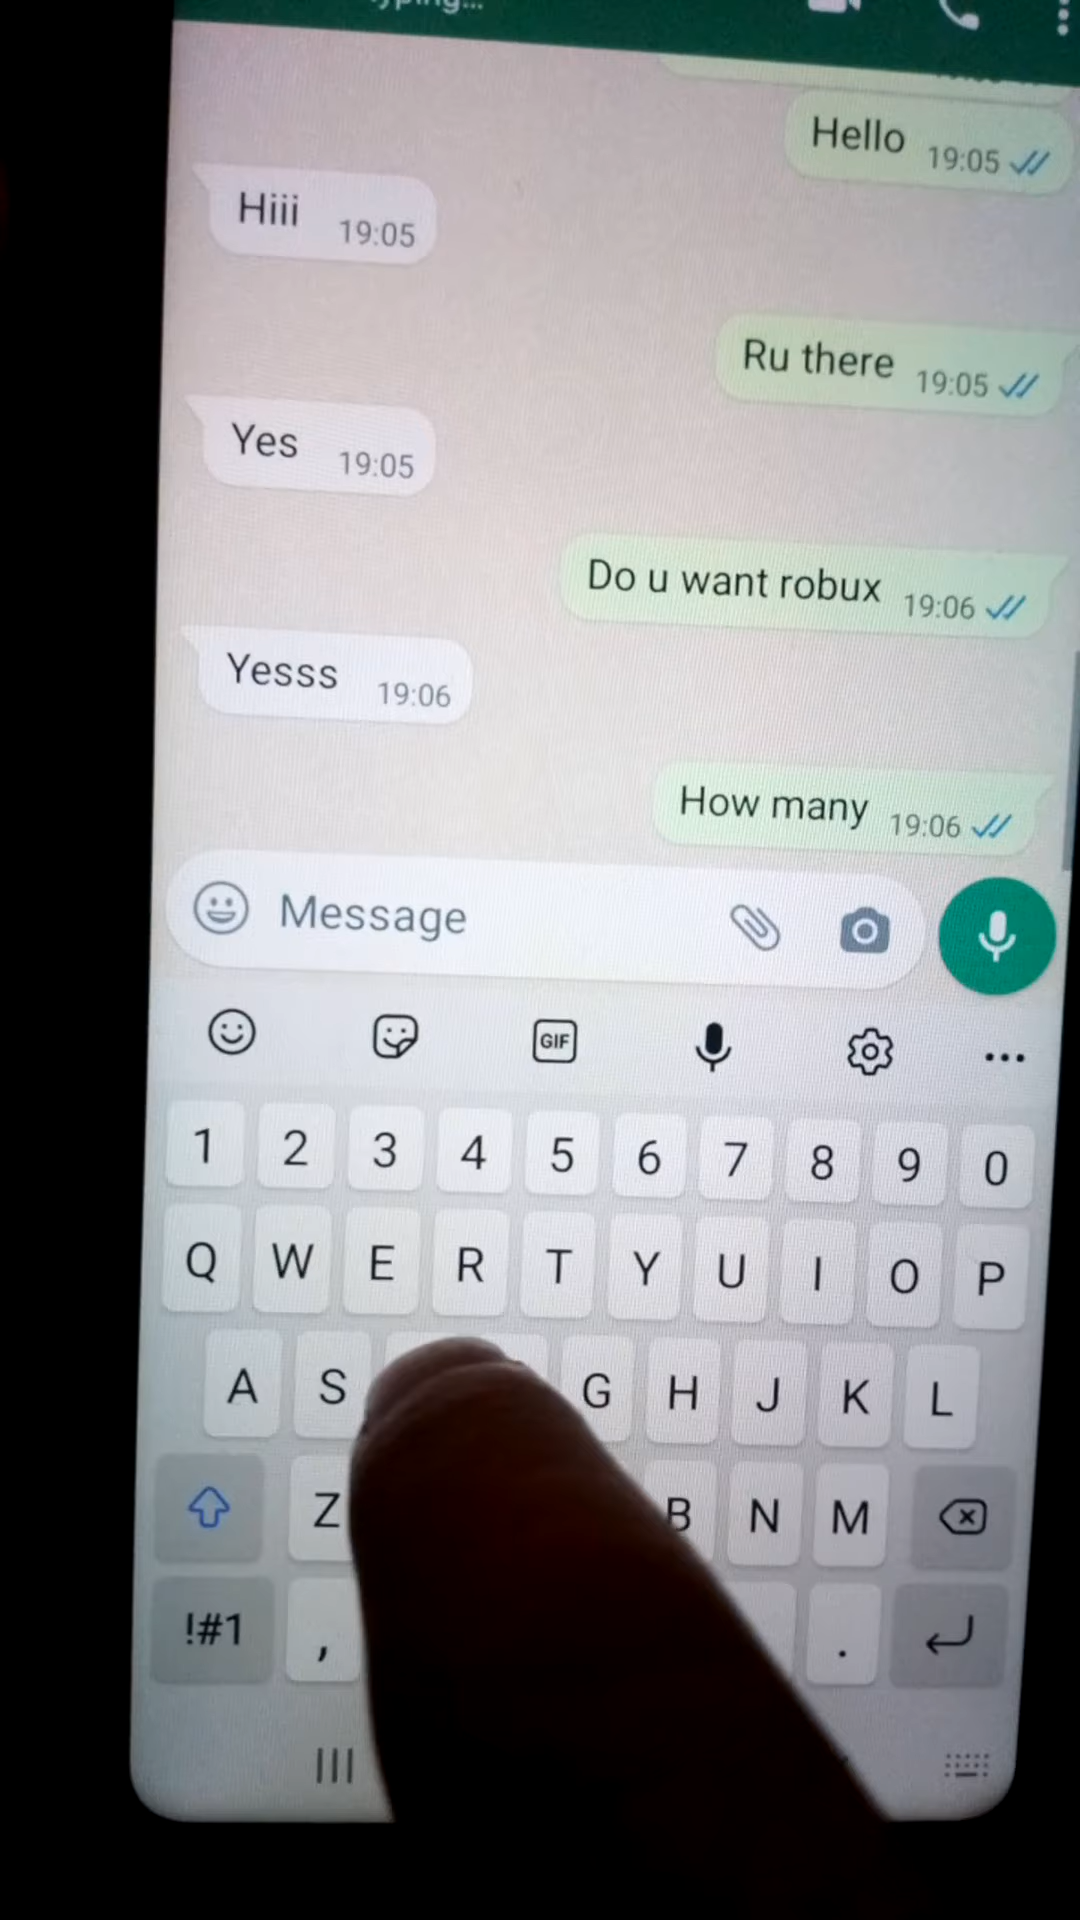 typing...
Hello 19:05
Hiii 19:05
Ru there 19:05
Yes 19:05
Do u want robux 19:06
Yesss 19:06
How many 19:06
Message
GIF
1 2 3 4 5 6 7 8 9 0
Q W E R T Y U I O P
A S G H J K L
Z B N M
!#1 , .